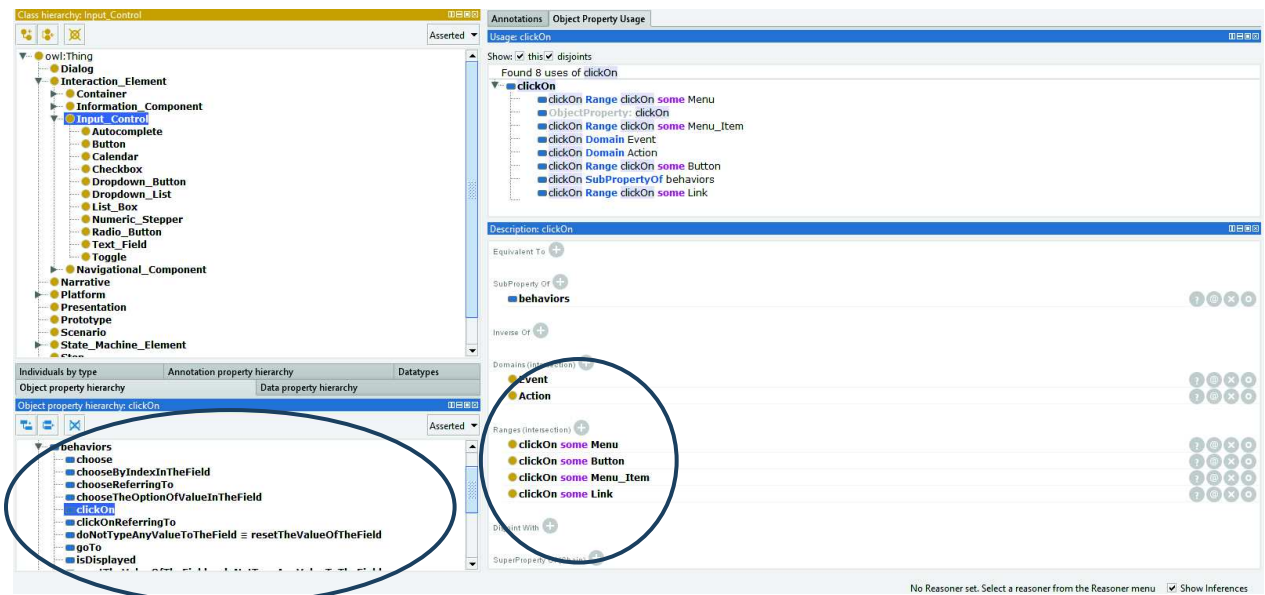 Class hierarchy: Input_Control
Asserted
owl:Thing
Dialog
Interaction_Element
Container
Information_Component
Input_Control
Autocomplete
Button
Calendar
Checkbox
Dropdown_Button
Dropdown_List
List_Box
Numeric_Stepper
Radio_Button
Text_Field
Toggle
Navigational_Component
Narrative
Platform
Presentation
Prototype
Scenario
State_Machine_Element
Individuals by type Annotation property hierarchy Datatypes
Object property hierarchy Data property hierarchy
Object property hierarchy: clickOn
Asserted
behaviors
choose
chooseByIndexInTheField
chooseReferringTo
chooseTheOptionOfValueInTheField
clickOn
clickOnReferringTo
doNotTypeAnyValueToTheField ≡ resetTheValueOfTheField
goTo
isDisplayed
Annotations Object Property Usage
Usage: clickOn
Show: this disjoints
Found 8 uses of clickOn
clickOn
clickOn Range clickOn some Menu
ObjectProperty: clickOn
clickOn Range clickOn some Menu_Item
clickOn Domain Event
clickOn Domain Action
clickOn Range clickOn some Button
clickOn SubPropertyOf behaviors
clickOn Range clickOn some Link
Description: clickOn
Equivalent To
SubProperty Of
behaviors
Inverse Of
Domains (intersection)
Event
Action
Ranges (intersection)
clickOn some Menu
clickOn some Button
clickOn some Menu_Item
clickOn some Link
Disjoint With
SuperProperty Of (Chain)
No Reasoner set. Select a reasoner from the Reasoner menu Show Inferences